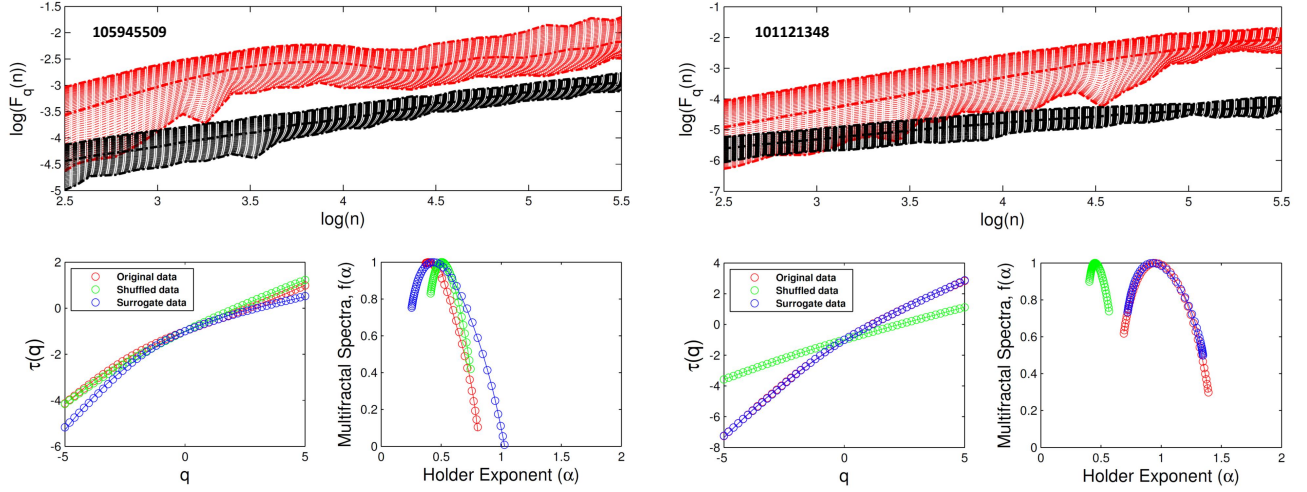 105945509
log(F_q(n))
-1.5
-2
-2.5
-3
-3.5
-4
-4.5
-5
2.5 3 3.5 4 4.5 5 5.5
log(n)
101121348
log(F_q(n))
-1
-2
-3
-4
-5
-6
-7
2.5 3 3.5 4 4.5 5 5.5
log(n)
Original data
Shuffled data
Surrogate data
τ(q)
2
0
-2
-4
-6
-5 0 5
q
Multifractal Spectra, f(α)
1
0.8
0.6
0.4
0.2
0
0 0.5 1 1.5 2
Holder Exponent (α)
Original data
Shuffled data
Surrogate data
τ(q)
6
4
2
0
-2
-4
-6
-8
-5 0 5
q
Multifractal Spectra, f(α)
1
0.8
0.6
0.4
0.2
0
0 0.5 1 1.5 2
Holder Exponent (α)